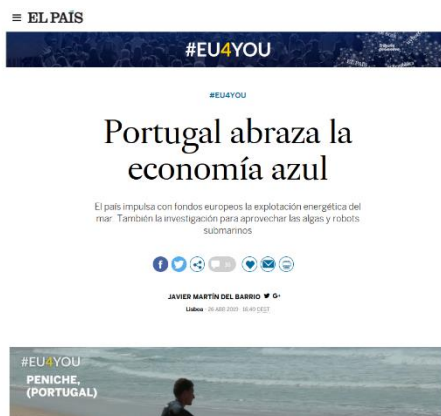 ≡ EL PAÍS
#EU4YOU
#EU4YOU
Portugal abraza la
economía azul
El país impulsa con fondos europeos la explotación energética del
mar. También la investigación para aprovechar las algas y robots
submarinos
JAVIER MARTÍN DEL BARRIO
Lisboa
#EU4YOU
PENICHE,
(PORTUGAL)